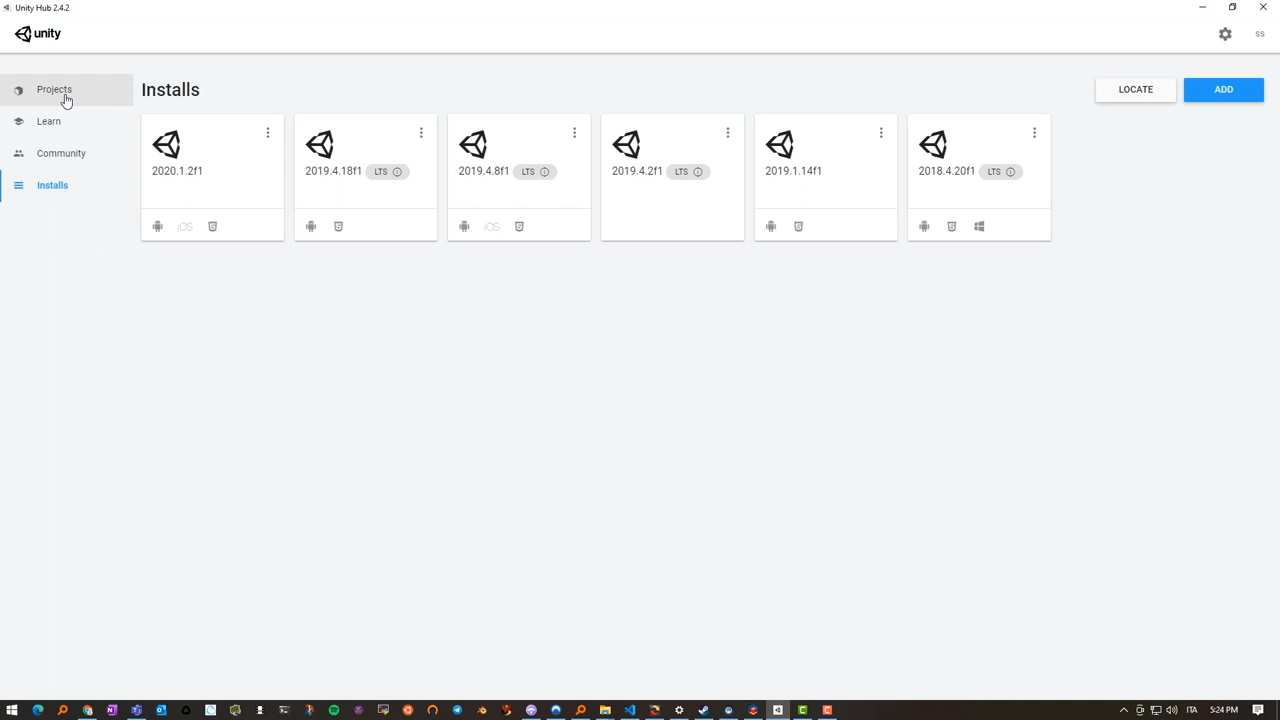 Unity Hub 2.4.2
unity
SS
Projects
Learn
Community
Installs
Installs
LOCATE
ADD
2020.1.2f1
2019.4.18f1 LTS
2019.4.8f1 LTS
2019.4.2f1 LTS
2019.1.14f1
2018.4.20f1 LTS
iOS
iOS
ITA
5:24 PM